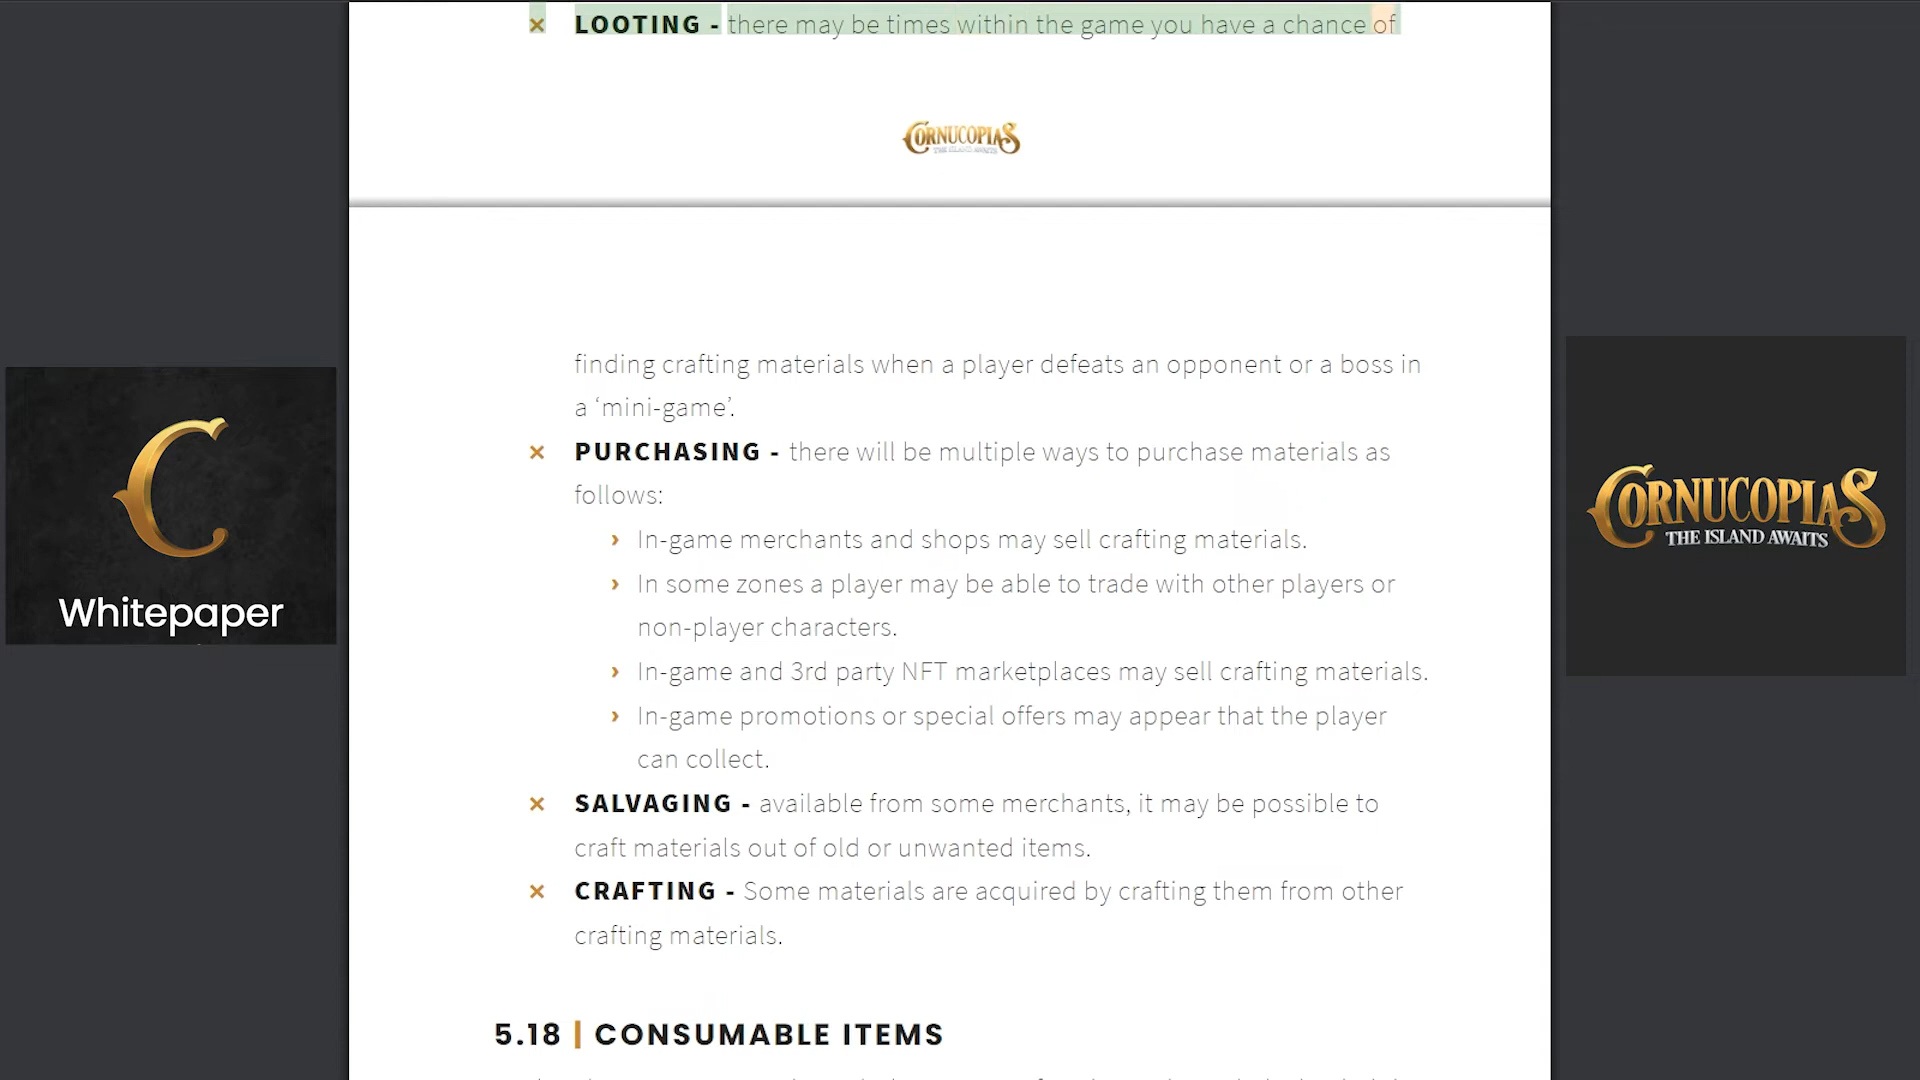 × LOOTING - there may be times within the game you have a chance of
CORNUCOPIAS
THE ISLAND AWAITS
finding crafting materials when a player defeats an opponent or a boss in
a ‘mini-game’.
× PURCHASING - there will be multiple ways to purchase materials as
follows:
› In-game merchants and shops may sell crafting materials.
› In some zones a player may be able to trade with other players or
non-player characters.
› In-game and 3rd party NFT marketplaces may sell crafting materials.
› In-game promotions or special offers may appear that the player
can collect.
× SALVAGING - available from some merchants, it may be possible to
craft materials out of old or unwanted items.
× CRAFTING - Some materials are acquired by crafting them from other
crafting materials.
5.18 | CONSUMABLE ITEMS
C
Whitepaper
CORNUCOPIAS
THE ISLAND AWAITS